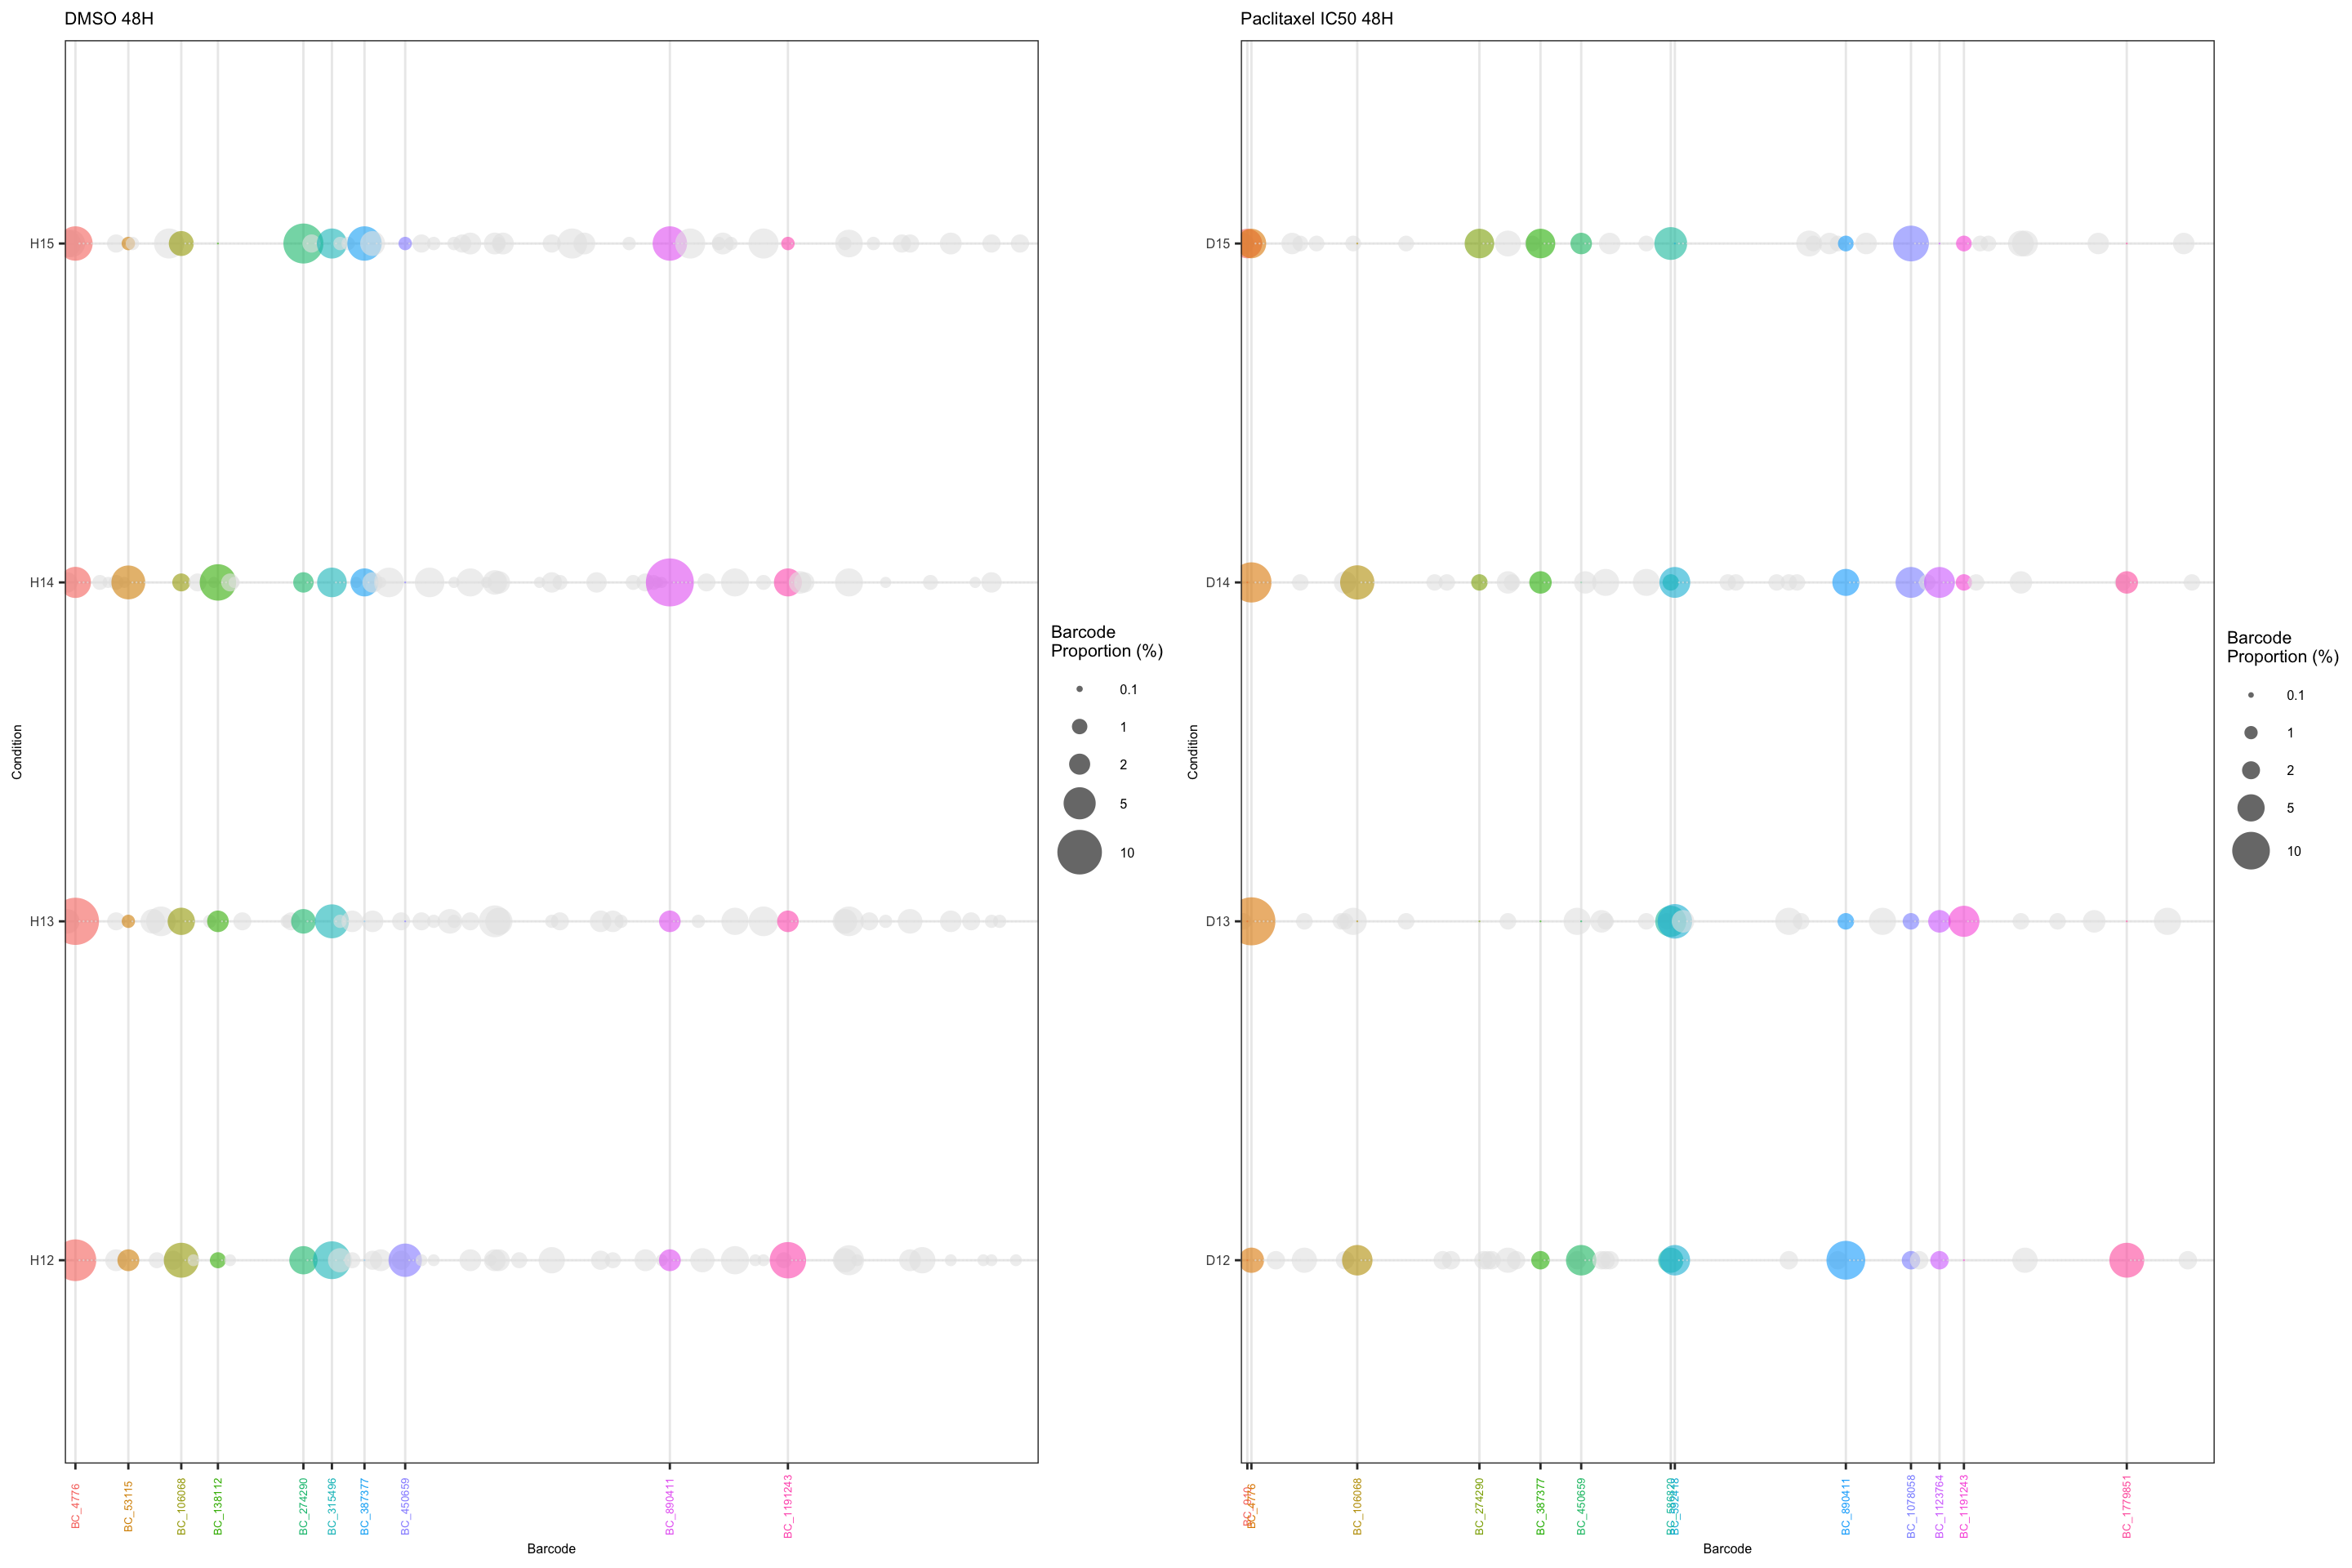 DMSO 48H
H15
H14
H13
H12
Condition
BC_4776
BC_53115
BC_106068
BC_138112
BC_274290
BC_315496
BC_387377
BC_450659
BC_890411
BC_1191243
Barcode
Barcode
Proportion (%)
0.1
1
2
5
10
Paclitaxel IC50 48H
D15
D14
D13
D12
Condition
BC_4776
BC_106068
BC_274290
BC_387377
BC_450659
BC_592418
BC_890411
BC_1078058
BC_1123764
BC_1191243
BC_1779851
Barcode
Barcode
Proportion (%)
0.1
1
2
5
10